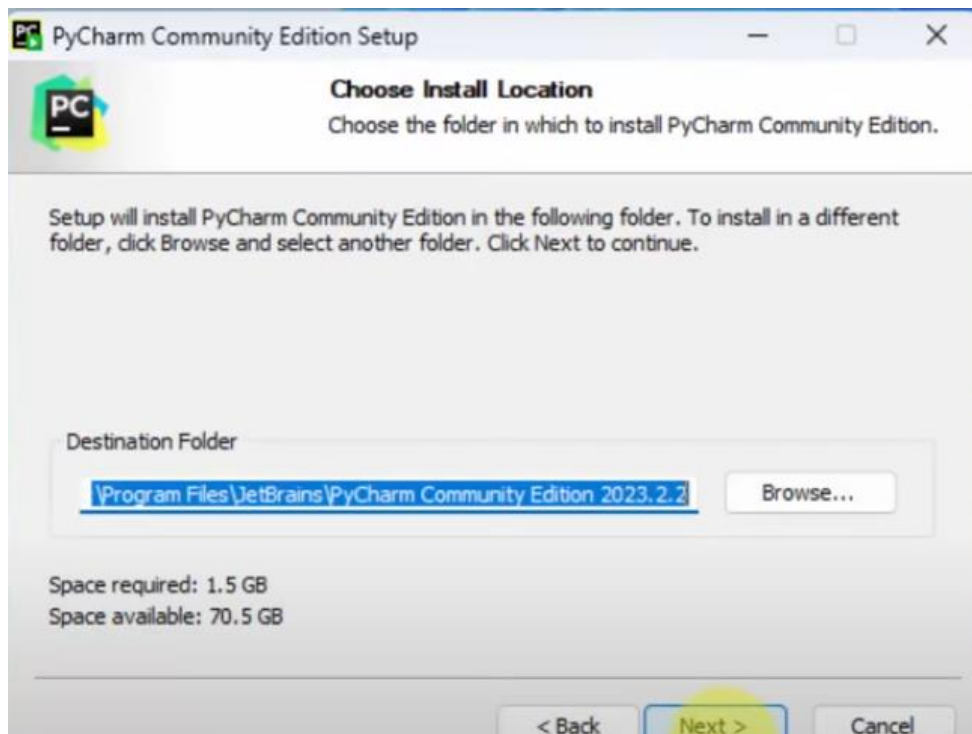 PyCharm Community Edition Setup
PC
Choose Install Location
Choose the folder in which to install PyCharm Community Edition.
Setup will install PyCharm Community Edition in the following folder. To install in a different
folder, click Browse and select another folder. Click Next to continue.
Destination Folder
\Program Files\JetBrains\PyCharm Community Edition 2023.2.2
Browse...
Space required: 1.5 GB
Space available: 70.5 GB
< Back
Next >
Cancel